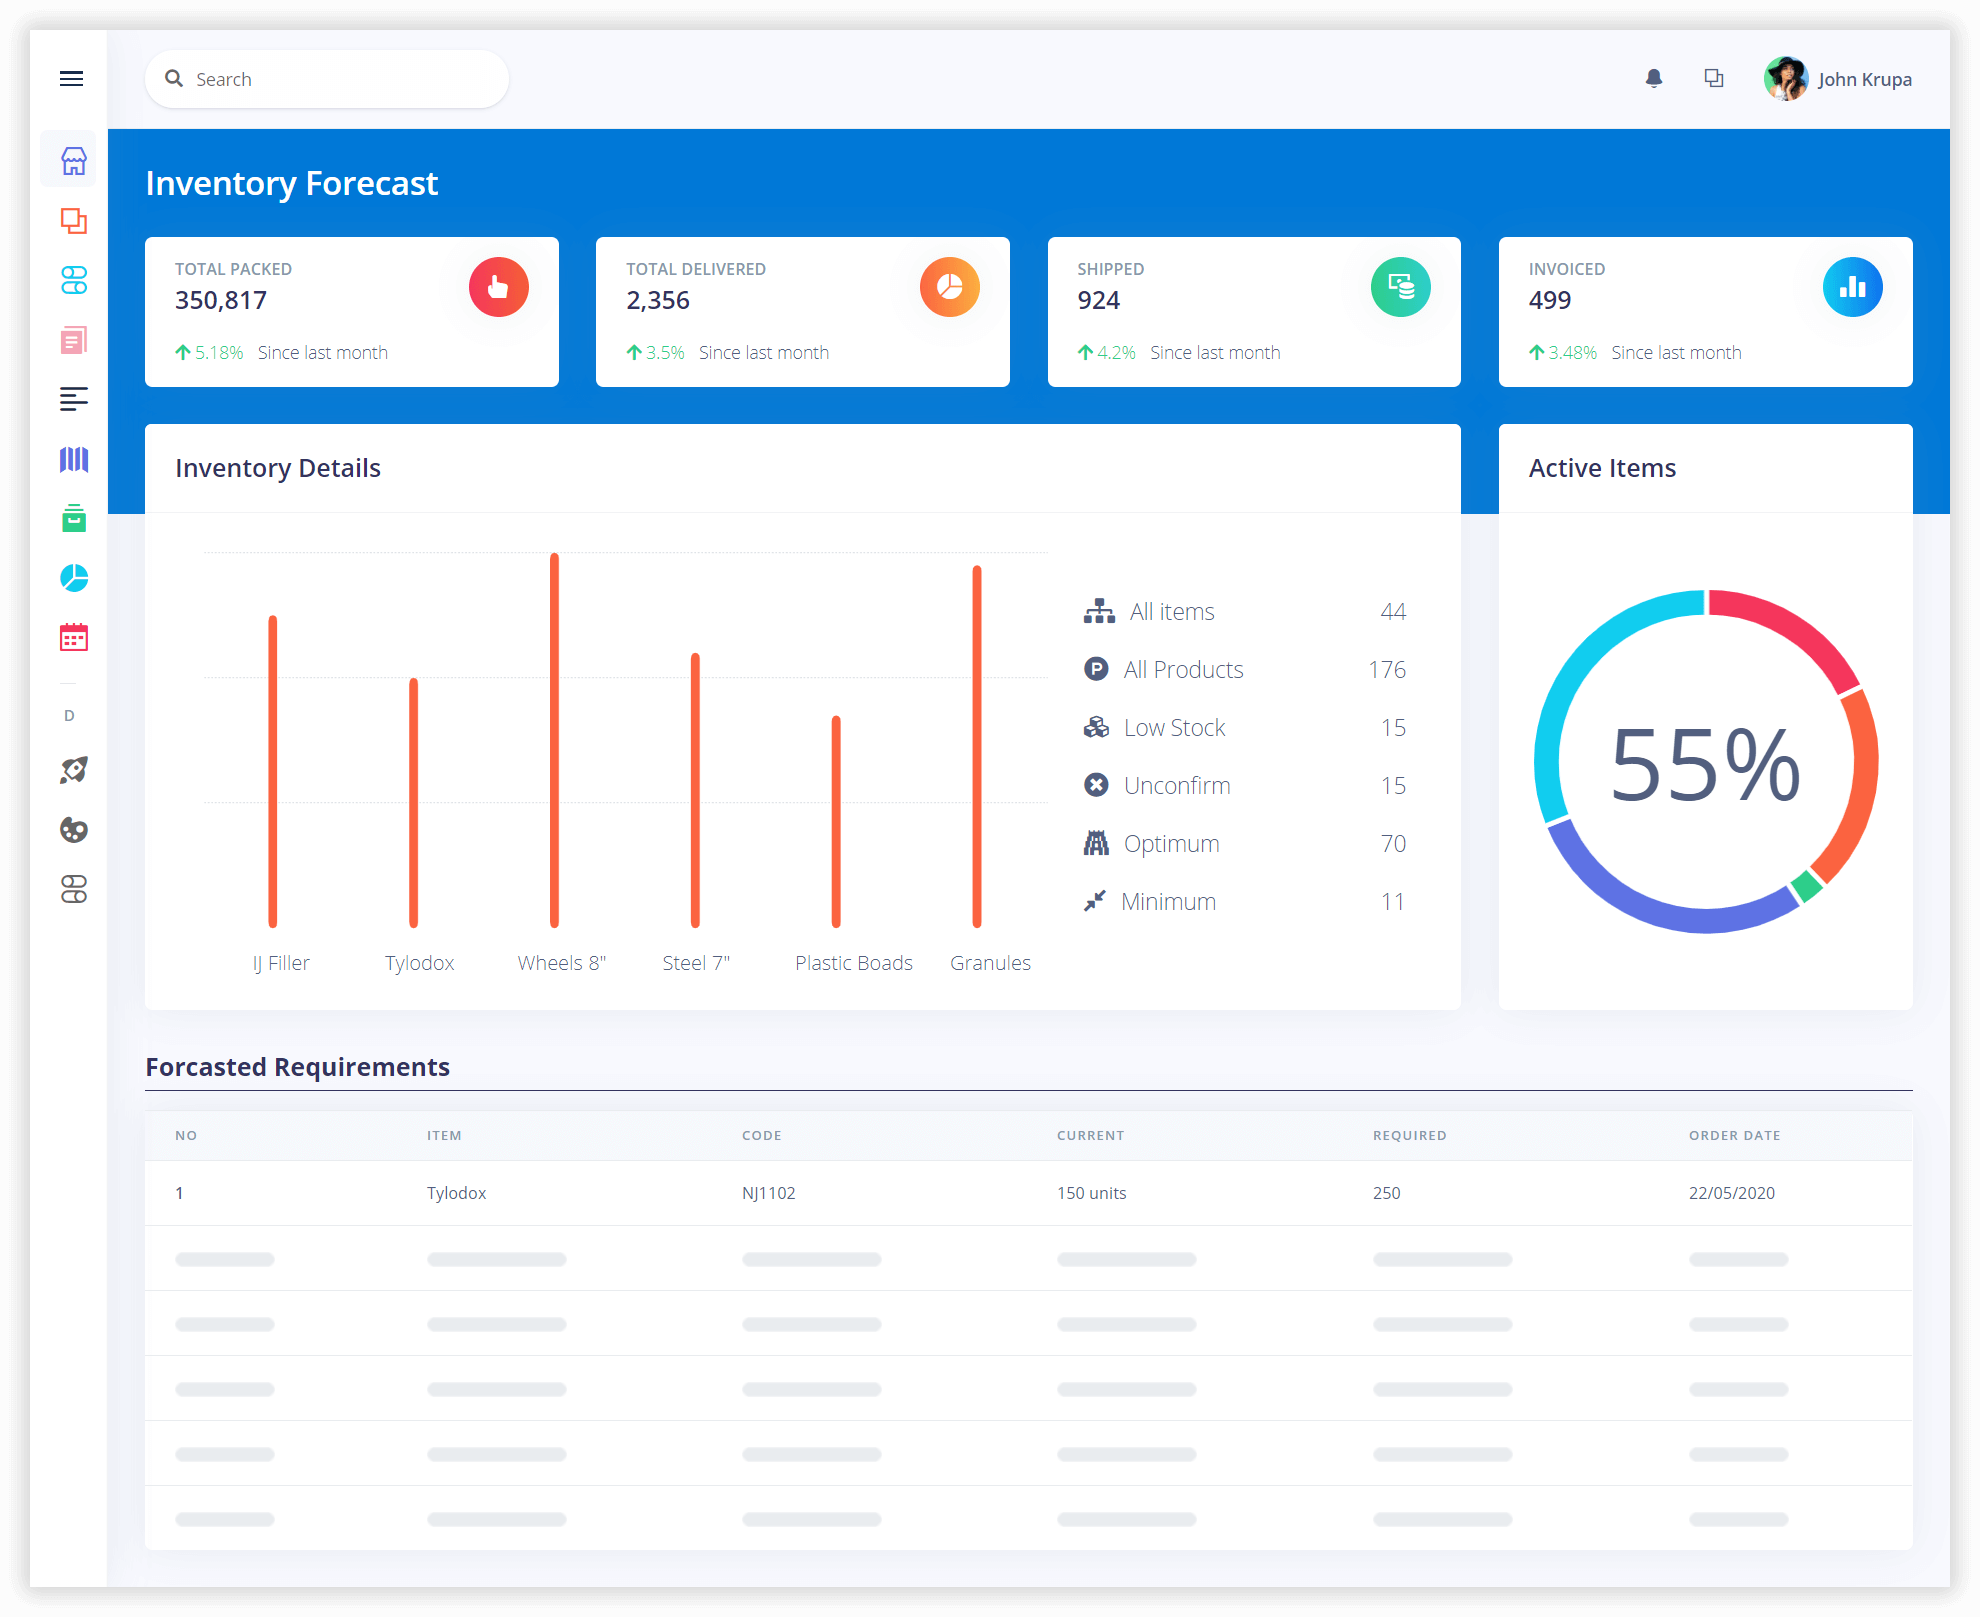 Search
John Krupa
Inventory Forecast
TOTAL PACKED
350,817
5.18% Since last month
TOTAL DELIVERED
2,356
3.5% Since last month
SHIPPED
924
4.2% Since last month
INVOICED
499
3.48% Since last month
Inventory Details
IJ Filler Tylodox Wheels 8" Steel 7" Plastic Boads Granules
All items 44
All Products 176
Low Stock 15
Unconfirm 15
Optimum 70
Minimum 11
Active Items
55%
D
Forcasted Requirements
NO ITEM CODE CURRENT REQUIRED ORDER DATE
1 Tylodox NJ1102 150 units 250 22/05/2020